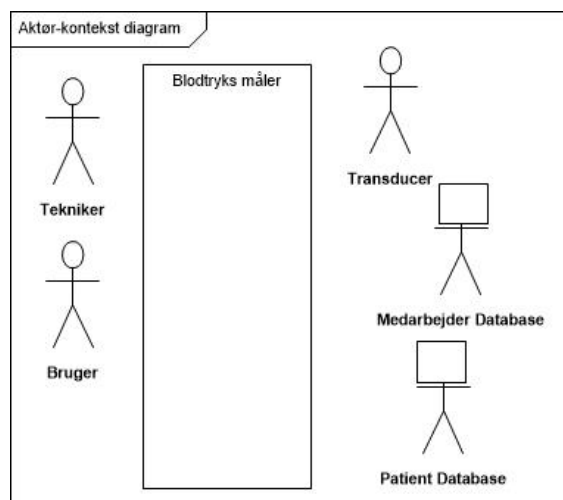 Aktør-kontekst diagram
Blodtryks måler
Tekniker
Bruger
Transducer
Medarbejder Database
Patient Database